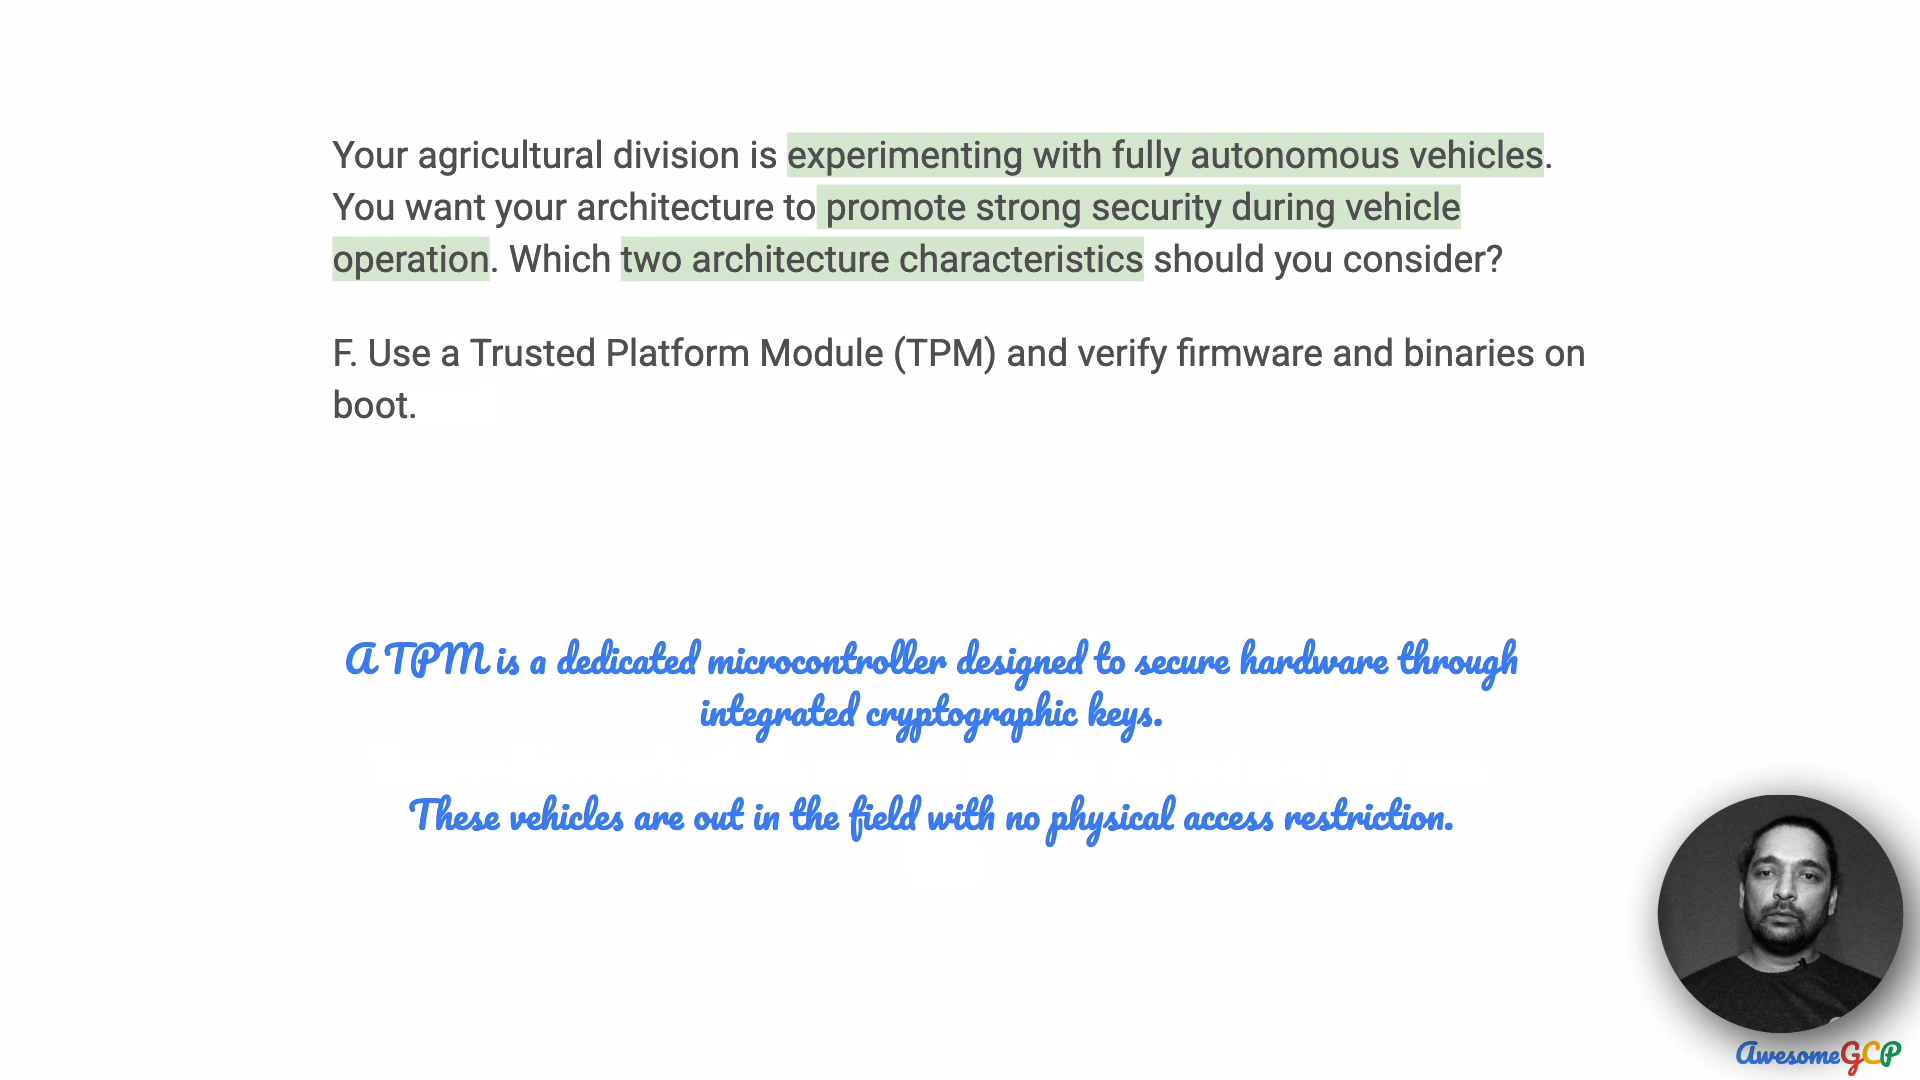 Your agricultural division is experimenting with fully autonomous vehicles.
You want your architecture to promote strong security during vehicle
operation. Which two architecture characteristics should you consider?
F. Use a Trusted Platform Module (TPM) and verify firmware and binaries on
boot.
A TPM is a dedicated microcontroller designed to secure hardware through
integrated cryptographic keys.
These vehicles are out in the field with no physical access restriction.
AwesomeGCP